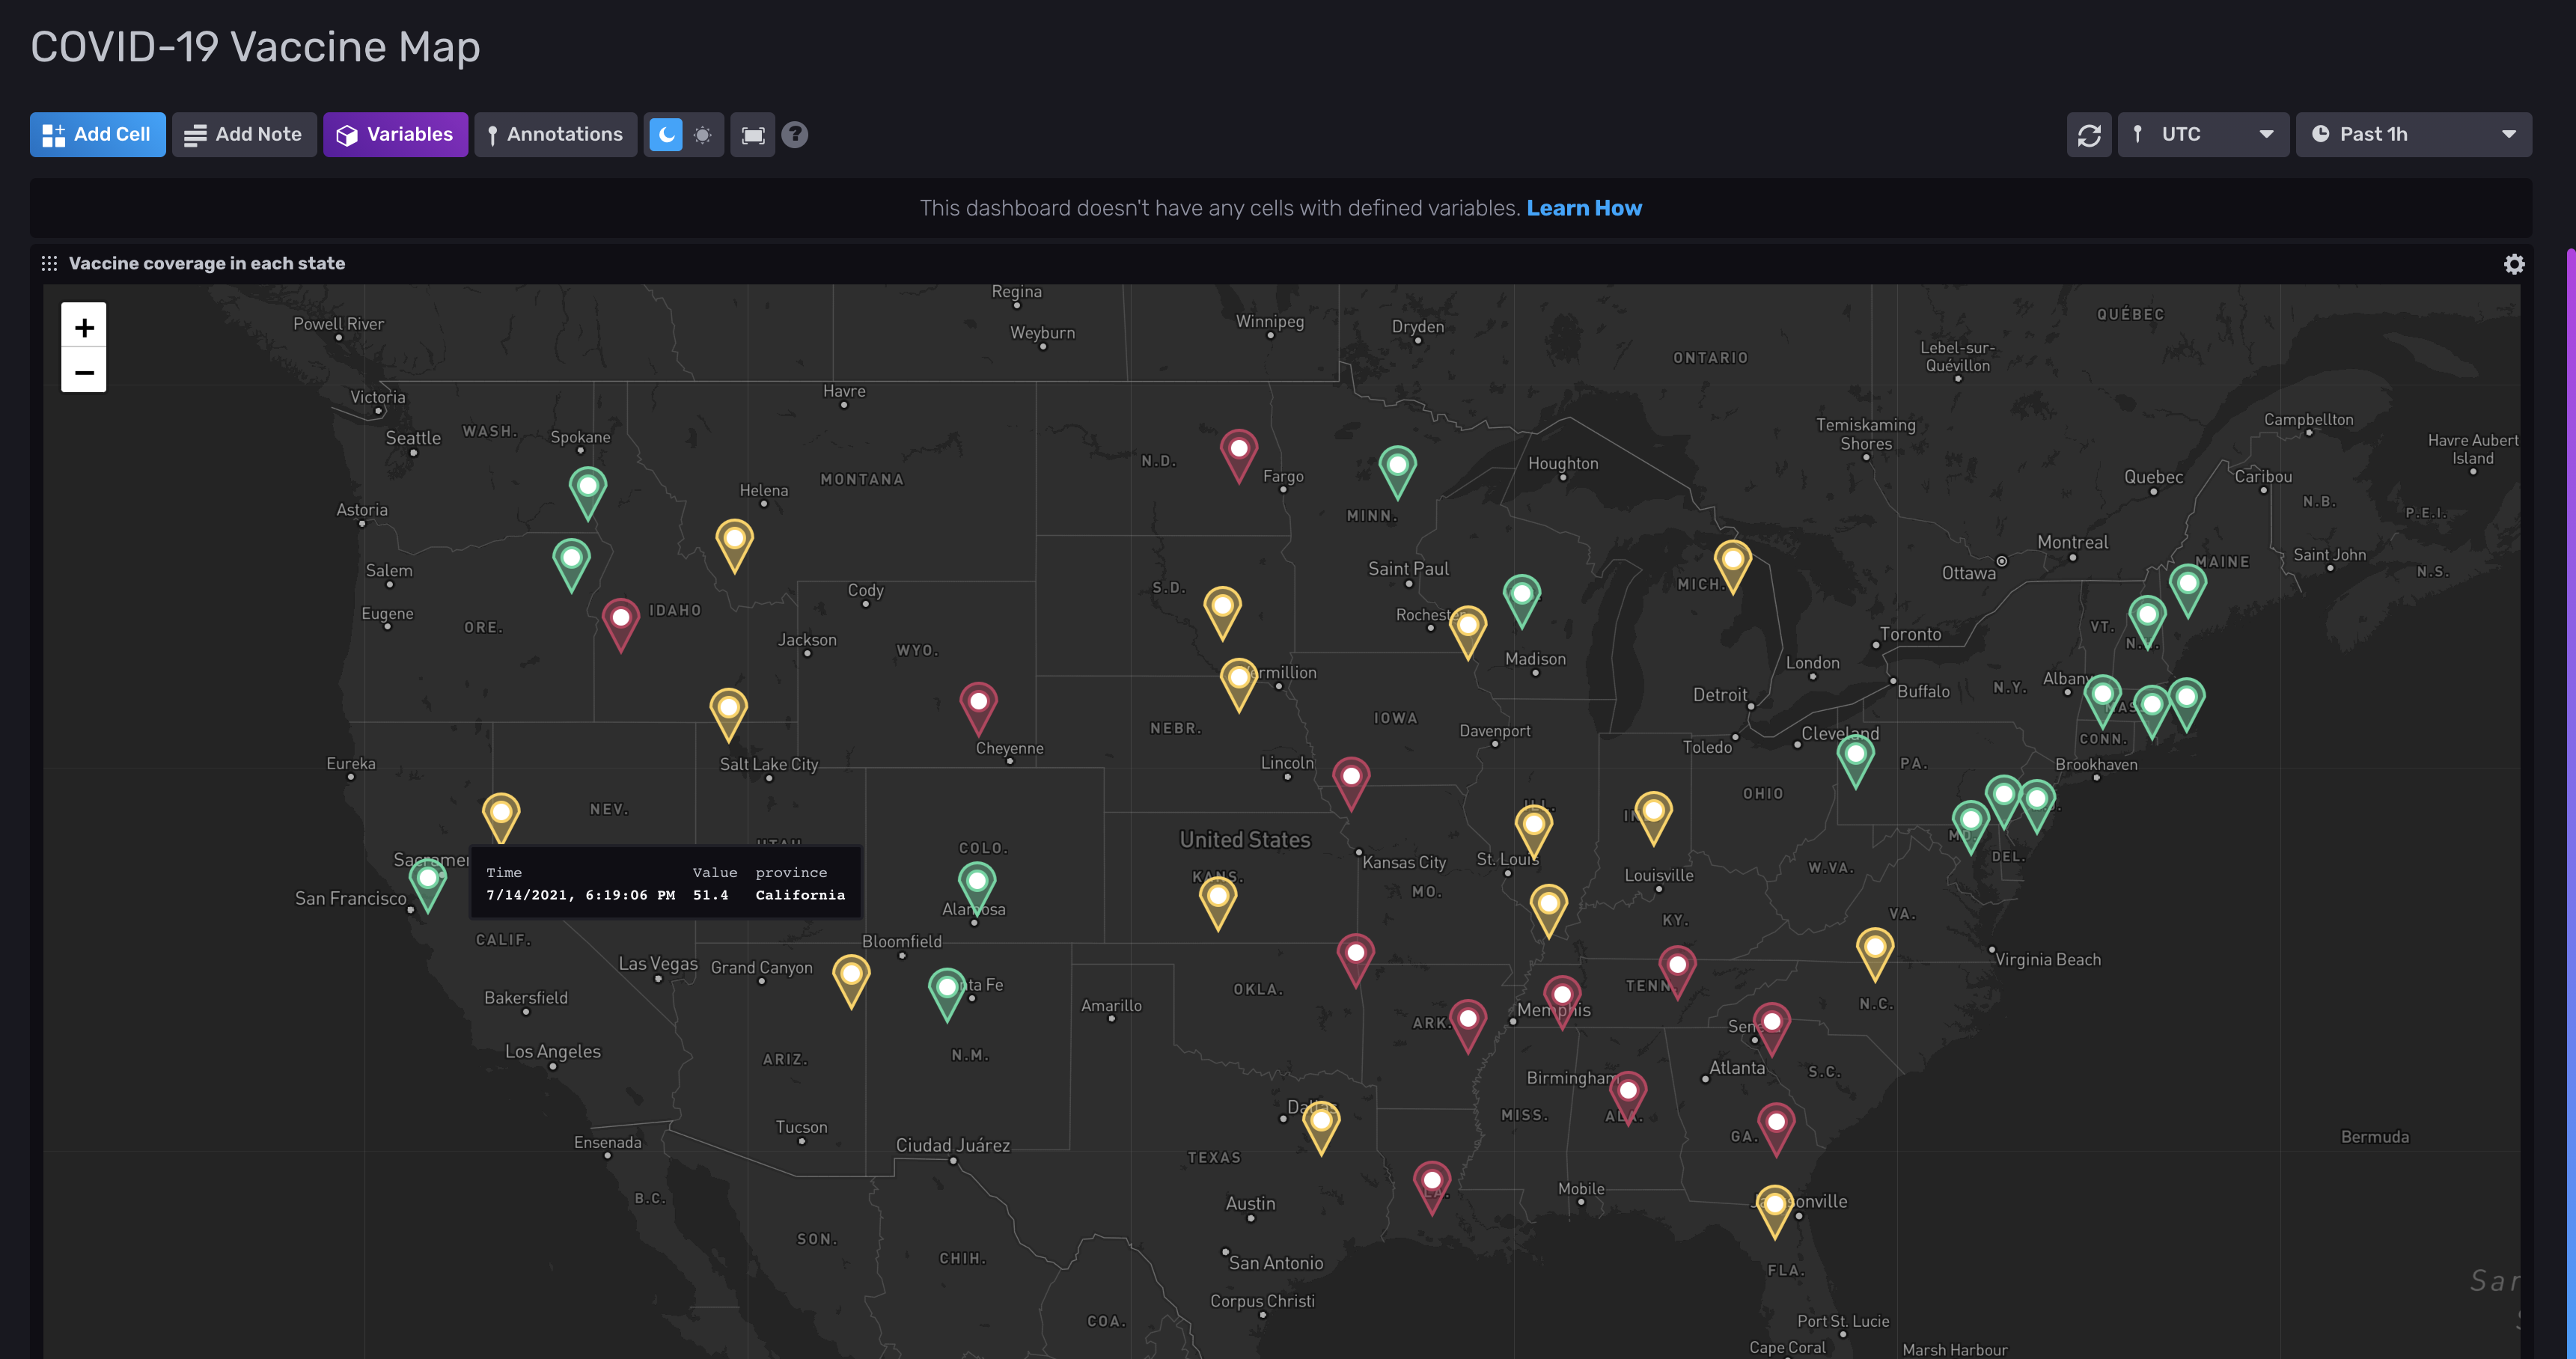 COVID-19 Vaccine Map
Add Cell
Add Note
Variables
Annotations
?
UTC
Past 1h
This dashboard doesn't have any cells with defined variables. Learn How
Vaccine coverage in each state
+
−
Regina
Powell River
Winnipeg
Dryden
Weyburn
QUÉBEC
ONTARIO
Lebel-sur-
Quévillon
Havre
Victoria
Campbellton
Temiskaming
Shores
Seattle
WASH.
Spokane
Havre Aubert
Island
N.D.
Houghton
MONTANA
Fargo
Quebec
Caribou
Helena
N.B.
Astoria
MINN.
P.E.I.
Montreal
Saint John
MAINE
Salem
Saint Paul
Ottawa
N.S.
Cody
S.D.
MICH.
IDAHO
Eugene
ORE.
Jackson
VT.
Toronto
WYO.
Madison
London
Detroit
Buffalo
N.Y.
IOWA
NEBR.
Davenport
Cheyenne
Toledo
Cleveland
CONN.
Eureka
Salt Lake City
Lincoln
PA.
Brookhaven
OHIO
NEV.
United States
COLO.
Time Value province
7/14/2021, 6:19:06 PM 51.4 California
St. Louis
Kansas City
DEL.
KANS.
MO.
Louisville
W.VA.
San Francisco
Alamosa
KY.
VA.
CALIF.
Bloomfield
Las Vegas
Grand Canyon
Virginia Beach
OKLA.
TENN.
Bakersfield
Amarillo
N.C.
Memphis
ARK.
Los Angeles
ARIZ.
N.M.
Atlanta
S.C.
Birmingham
MISS.
ALA.
Tucson
Ensenada
Ciudad Juárez
GA.
Bermuda
TEXAS
B.C.
Mobile
Austin
SON.
CHIH.
San Antonio
FLA.
Corpus Christi
COA.
Port St. Lucie
Cape Coral
Marsh Harbour